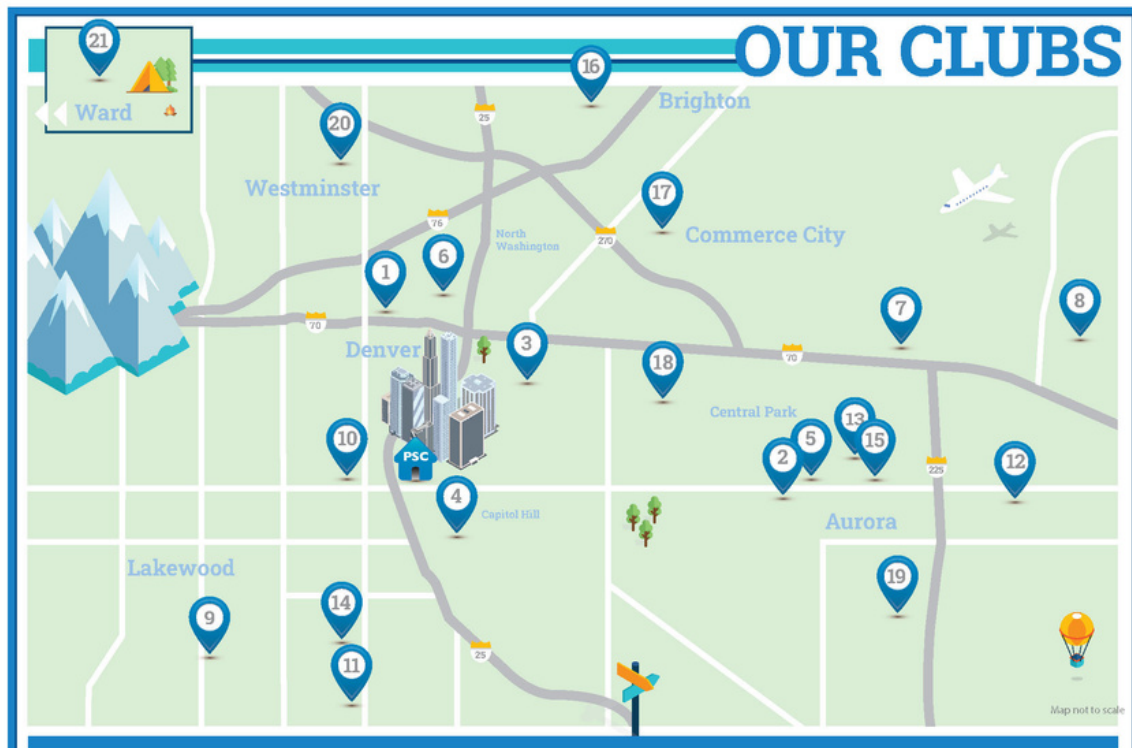 OUR CLUBS
21
16
Ward
Brighton
25
20
Westminster
17
76
North
Washington
270
Commerce City
6
1
7
8
70
3
Denver
18
70
Central Park
13
10
5
15
2
12
PSC
225
4
Capitol Hill
Aurora
Lakewood
19
14
9
25
11
Map not to scale